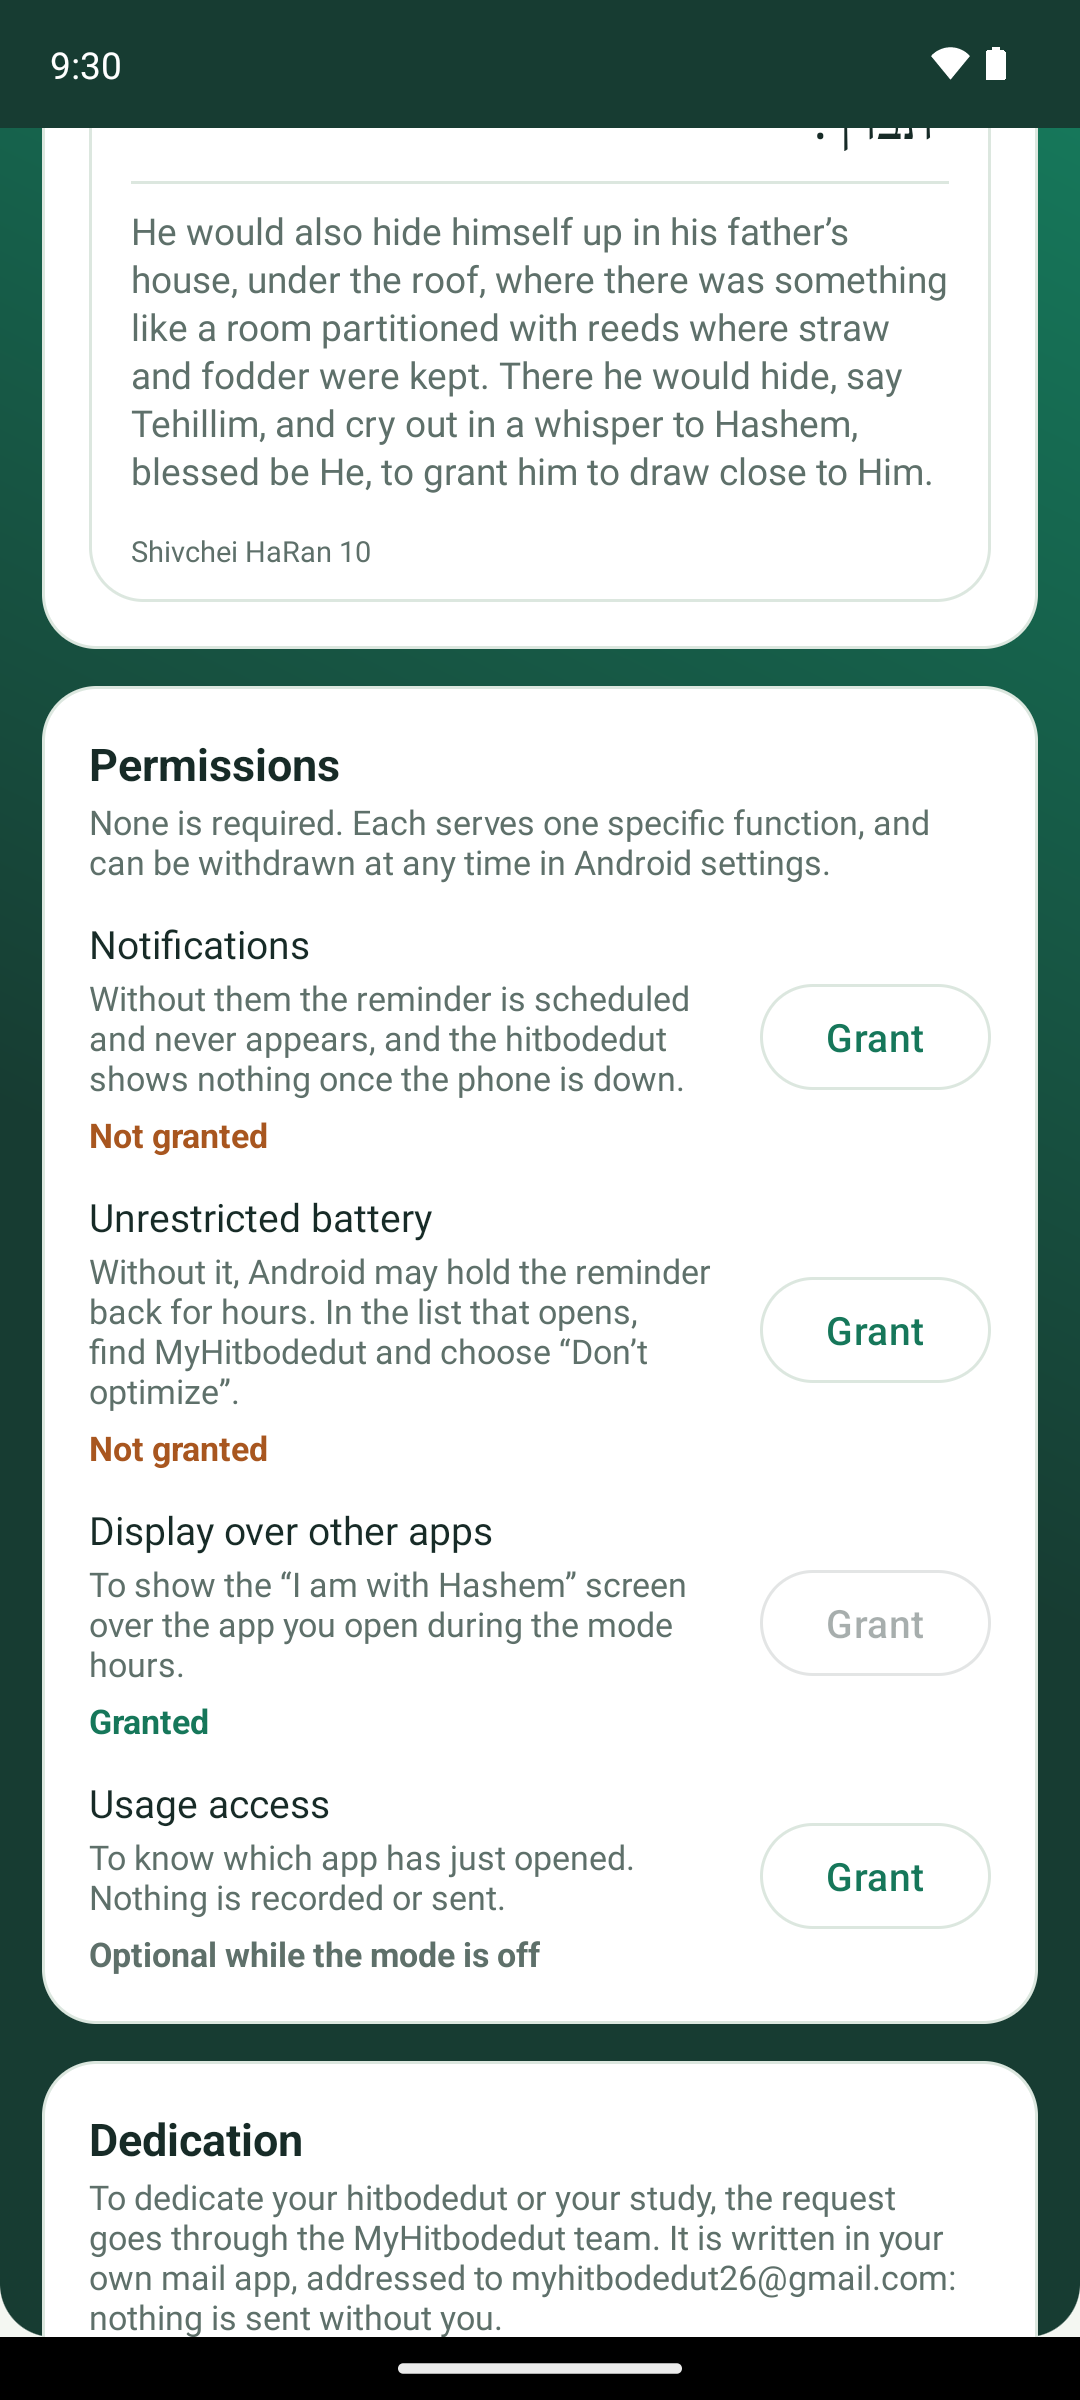 9:30
He would also hide himself up in his father’s
house, under the roof, where there was something
like a room partitioned with reeds where straw
and fodder were kept. There he would hide, say
Tehillim, and cry out in a whisper to Hashem,
blessed be He, to grant him to draw close to Him.
Shivchei HaRan 10
Permissions
None is required. Each serves one specific function, and
can be withdrawn at any time in Android settings.
Notifications
Without them the reminder is scheduled
and never appears, and the hitbodedut
shows nothing once the phone is down.
Not granted
Grant
Unrestricted battery
Without it, Android may hold the reminder
back for hours. In the list that opens,
find MyHitbodedut and choose “Don’t
optimize”.
Not granted
Grant
Display over other apps
To show the “I am with Hashem” screen
over the app you open during the mode
hours.
Granted
Grant
Usage access
To know which app has just opened.
Nothing is recorded or sent.
Optional while the mode is off
Grant
Dedication
To dedicate your hitbodedut or your study, the request
goes through the MyHitbodedut team. It is written in your
own mail app, addressed to myhitbodedut26@gmail.com:
nothing is sent without you.